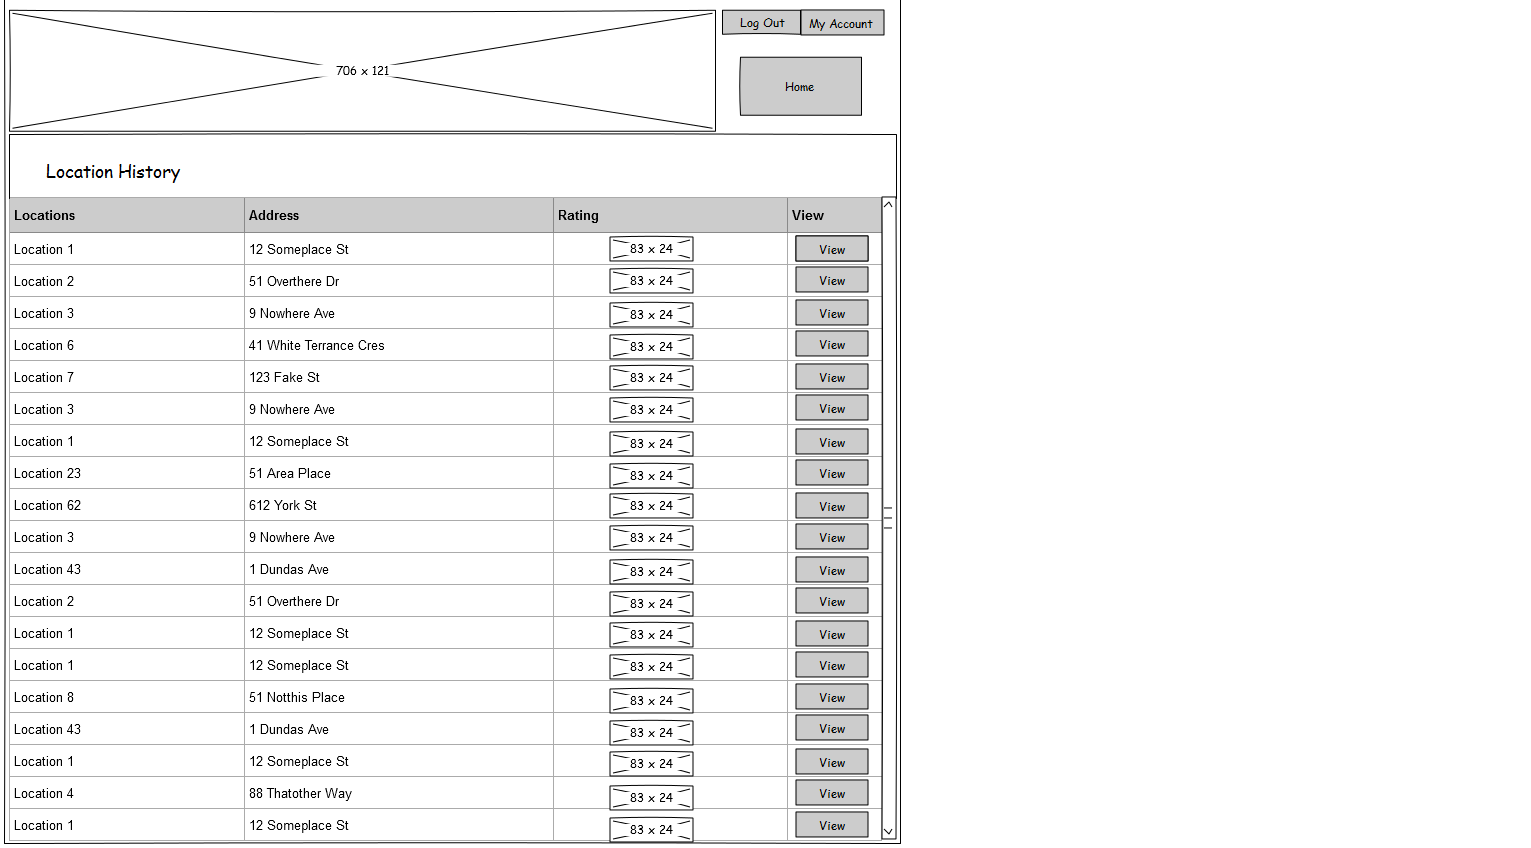 Log Out My Account
706 x 121
Home
Location History
Locations Address Rating View
Location 1 12 Someplace St 83 x 24 View
Location 2 51 Overthere Dr 83 x 24 View
Location 3 9 Nowhere Ave 83 x 24 View
Location 6 41 White Terrance Cres 83 x 24 View
Location 7 123 Fake St 83 x 24 View
Location 3 9 Nowhere Ave 83 x 24 View
Location 1 12 Someplace St 83 x 24 View
Location 23 51 Area Place 83 x 24 View
Location 62 612 York St 83 x 24 View
Location 3 9 Nowhere Ave 83 x 24 View
Location 43 1 Dundas Ave 83 x 24 View
Location 2 51 Overthere Dr 83 x 24 View
Location 1 12 Someplace St 83 x 24 View
Location 1 12 Someplace St 83 x 24 View
Location 8 51 Notthis Place 83 x 24 View
Location 43 1 Dundas Ave 83 x 24 View
Location 1 12 Someplace St 83 x 24 View
Location 4 88 Thatother Way 83 x 24 View
Location 1 12 Someplace St 83 x 24 View